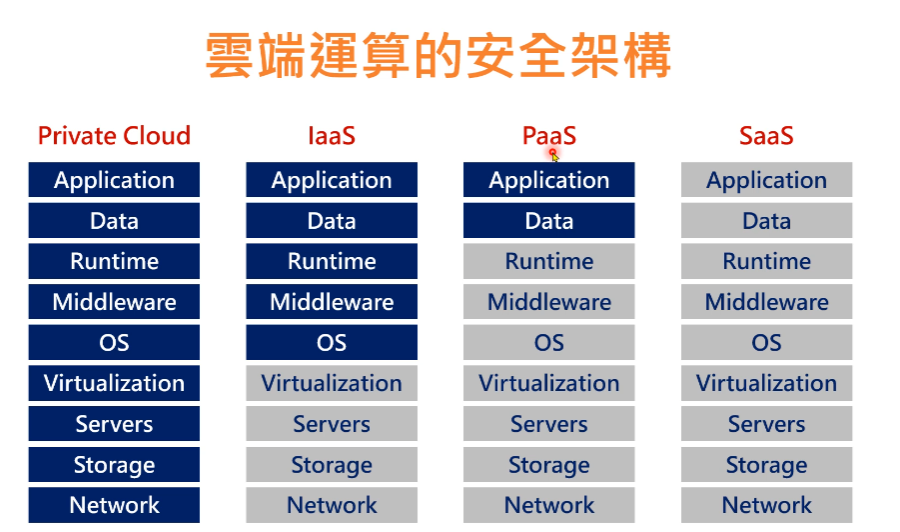 雲端運算的安全架構
Private Cloud IaaS PaaS SaaS
Application Application Application Application
Data Data Data Data
Runtime Runtime Runtime Runtime
Middleware Middleware Middleware Middleware
OS OS OS OS
Virtualization Virtualization Virtualization Virtualization
Servers Servers Servers Servers
Storage Storage Storage Storage
Network Network Network Network